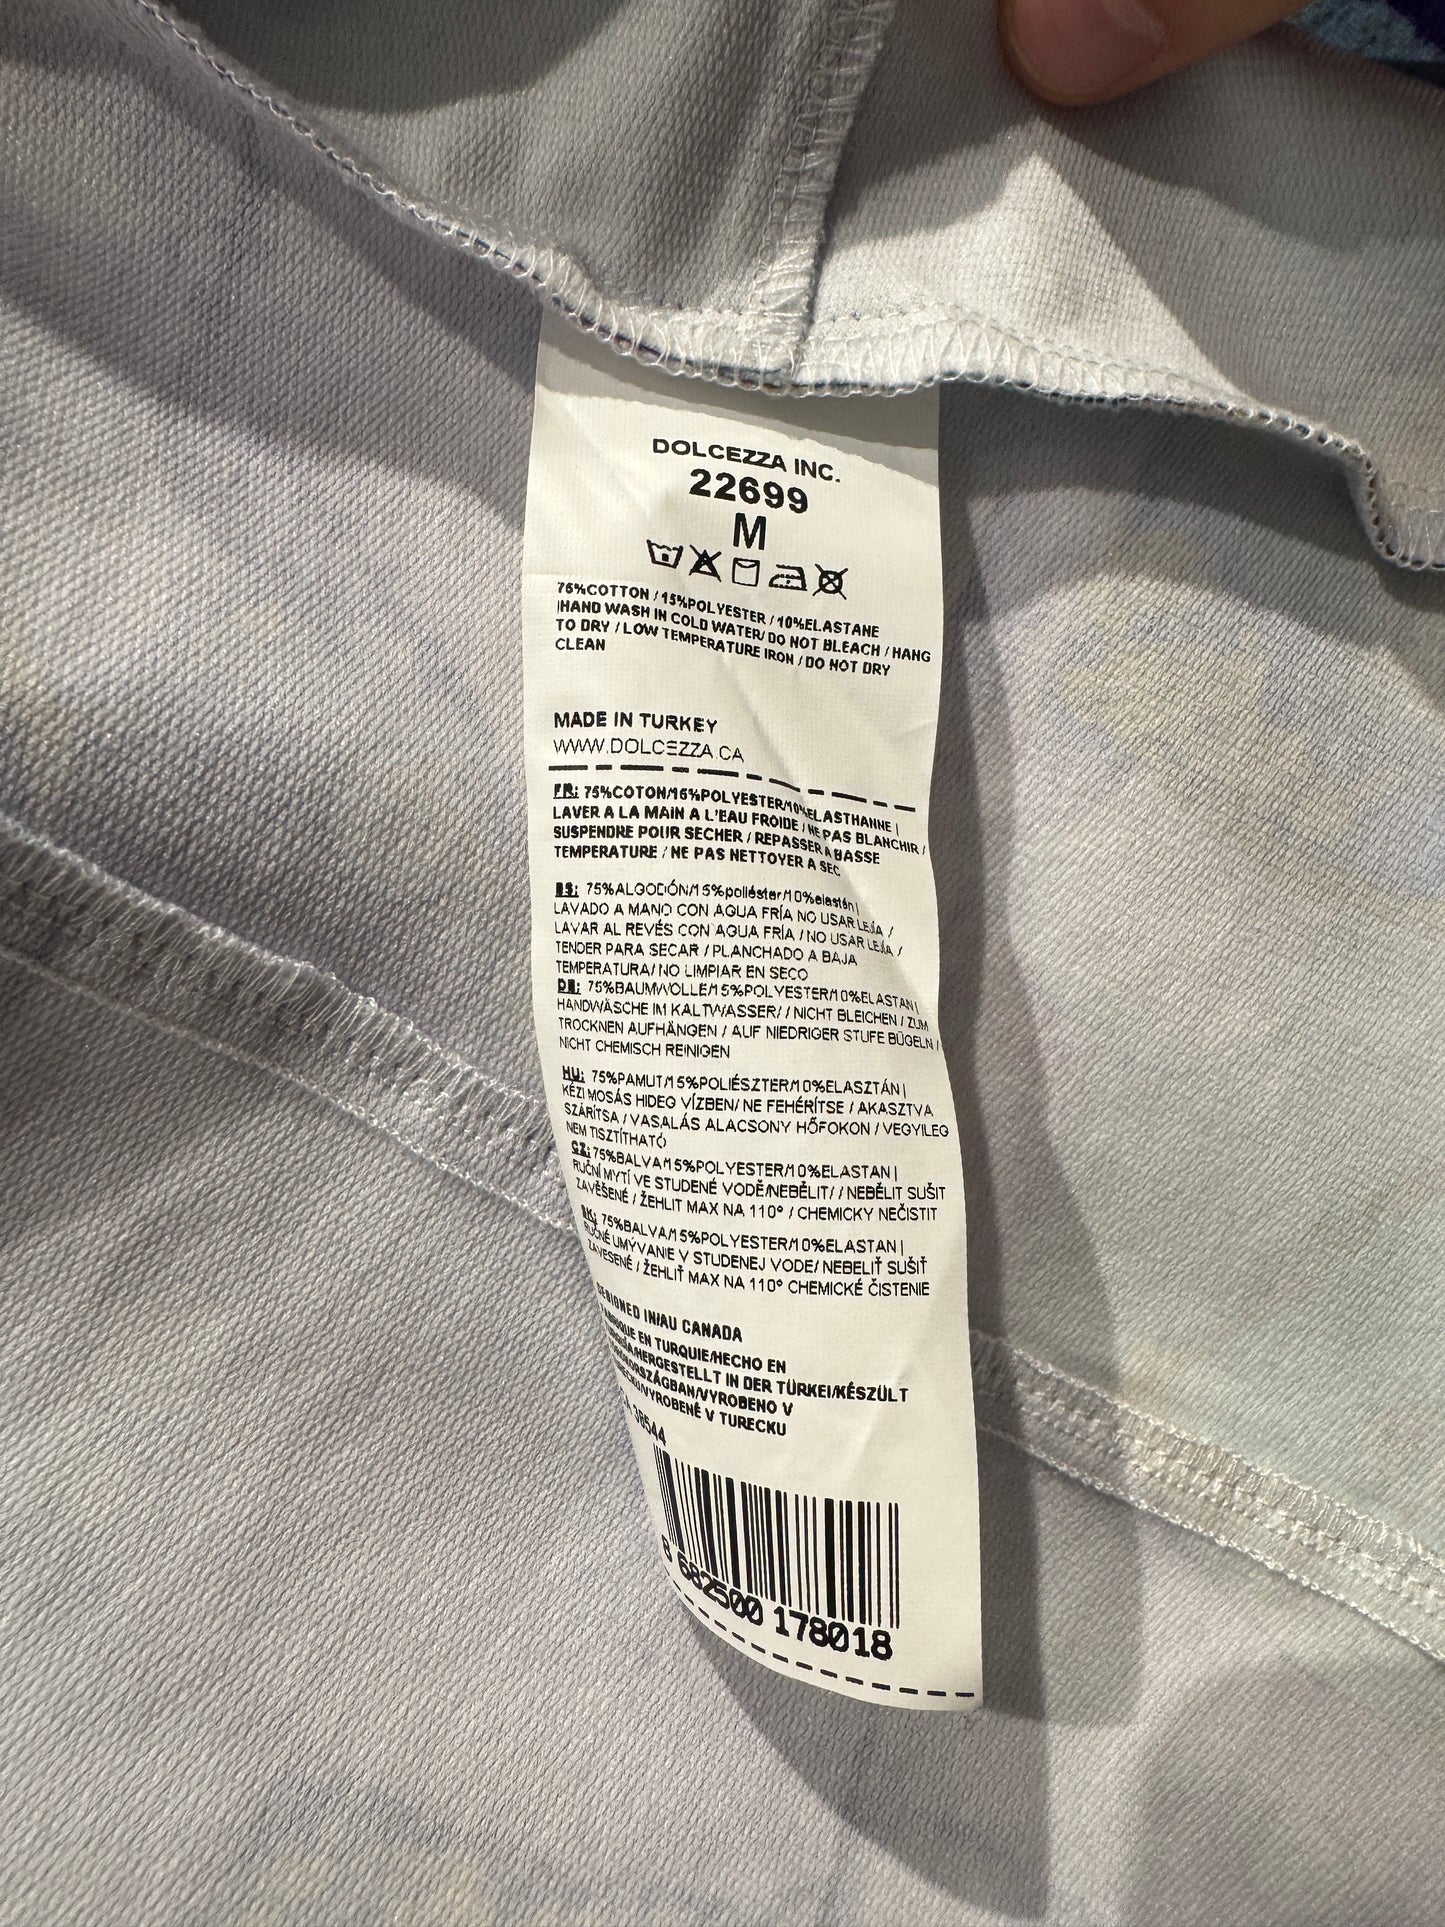 DOLCEZZA INC.
22699
M
75%COTTON / 15%POLYESTER / 10%ELASTANE
|HAND WASH IN COLD WATER/ DO NOT BLEACH / HANG
TO DRY / LOW TEMPERATURE IRON / DO NOT DRY
CLEAN
MADE IN TURKEY
WWW.DOLCEZZA.CA
FR: 75%COTON/15%POLYESTER/10%ELASTHANNE |
LAVER A LA MAIN A L'EAU FROIDE / NE PAS BLANCHIR /
SUSPENDRE POUR SECHER / REPASSER A BASSE
TEMPERATURE / NE PAS NETTOYER A SEC
ES: 75%ALGODÓN/15%poliéster/10%elastán|
LAVADO A MANO CON AGUA FRÍA NO USAR LEJÍA /
LAVAR AL REVÉS CON AGUA FRÍA / NO USAR LEJÍA /
TENDER PARA SECAR / PLANCHADO A BAJA
TEMPERATURA/ NO LIMPIAR EN SECO
DE: 75%BAUMWOLLE/15%POLYESTER/10%ELASTAN|
HANDWÄSCHE IM KALTWASSER/ / NICHT BLEICHEN / ZUM
TROCKNEN AUFHÄNGEN / AUF NIEDRIGER STUFE BÜGELN /
NICHT CHEMISCH REINIGEN
HU: 75%PAMUT/15%POLIÉSZTER/10%ELASZTÁN|
KÉZI MOSÁS HIDEG VÍZBEN/ NE FEHÉRÍTSE / AKASZTVA
SZÁRÍTSA / VASALÁS ALACSONY HŐFOKON / VEGYILEG
NEM TISZTÍTHATÓ
CZ: 75%BALVA/15%POLYESTER/10%ELASTAN|
RUČNÍ MYTÍ VE STUDENÉ VODĚ/NEBĚLIT/ / NEBĚLIT SUŠIT
ZAVĚŠENÉ / ŽEHLIT MAX NA 110° / CHEMICKY NEČISTIT
SK: 75%BALVA/15%POLYESTER/10%ELASTAN|
RUČNÉ UMÝVANIE V STUDENEJ VODE/ NEBELIŤ SUŠIŤ
ZAVESENÉ / ŽEHLIŤ MAX NA 110° CHEMICKÉ ČISTENIE
DESIGNED IN/AU CANADA
FABRIQUE EN TURQUIE/HECHO EN
TURQUÍA/HERGESTELLT IN DER TÜRKEI/KÉSZÜLT
TÖRÖKORSZÁGBAN/VYROBENO V
TURECKU/VYROBENÉ V TURECKU
38544
8 682500 178018